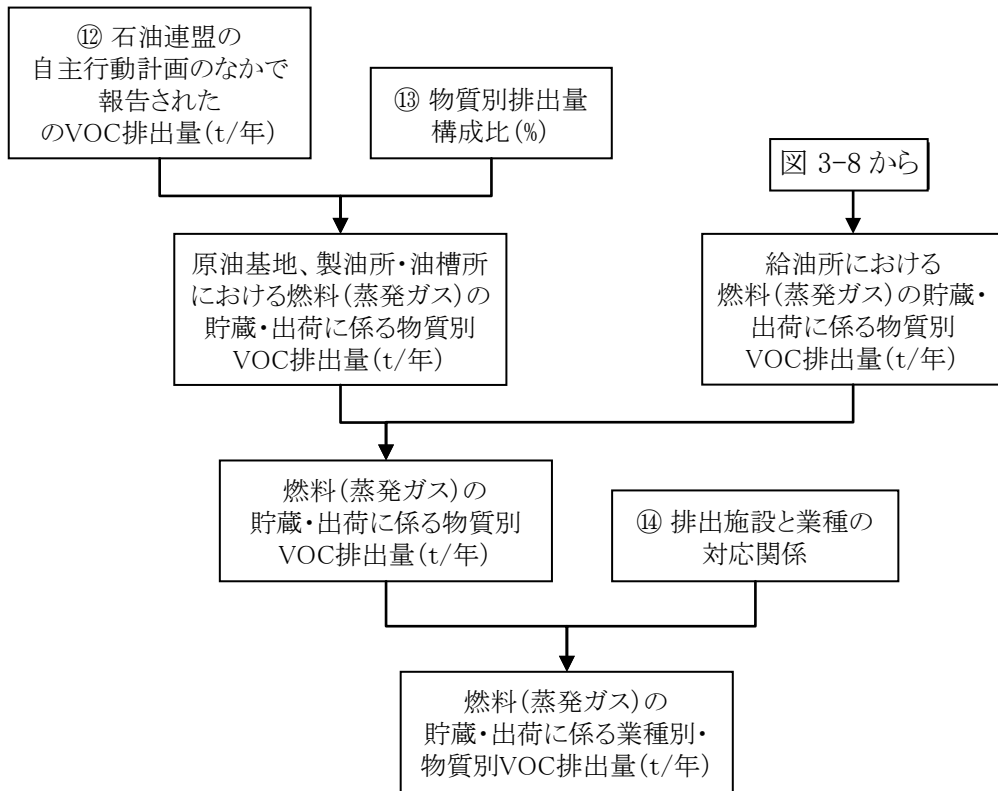 ⑫ 石油連盟の
自主行動計画のなかで
報告された
のVOC排出量(t/年)
⑬ 物質別排出量
構成比(%)
図 3-8 から
原油基地、製油所・油槽所
における燃料(蒸発ガス)の
貯蔵・出荷に係る物質別
VOC排出量(t/年)
給油所における
燃料(蒸発ガス)の貯蔵・
出荷に係る物質別
VOC排出量(t/年)
燃料(蒸発ガス)の
貯蔵・出荷に係る物質別
VOC排出量(t/年)
⑭ 排出施設と業種の
対応関係
燃料(蒸発ガス)の
貯蔵・出荷に係る業種別・
物質別VOC排出量(t/年)